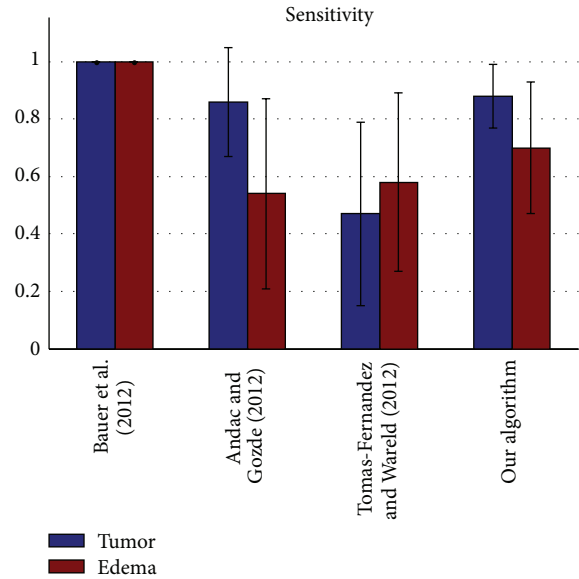 Sensitivity
1
0.8
0.6
0.4
0.2
0
Bauer et al.
(2012)
Andac and
Gozde (2012)
Tomas-Fernandez
and Wareld (2012)
Our algorithm
Tumor
Edema